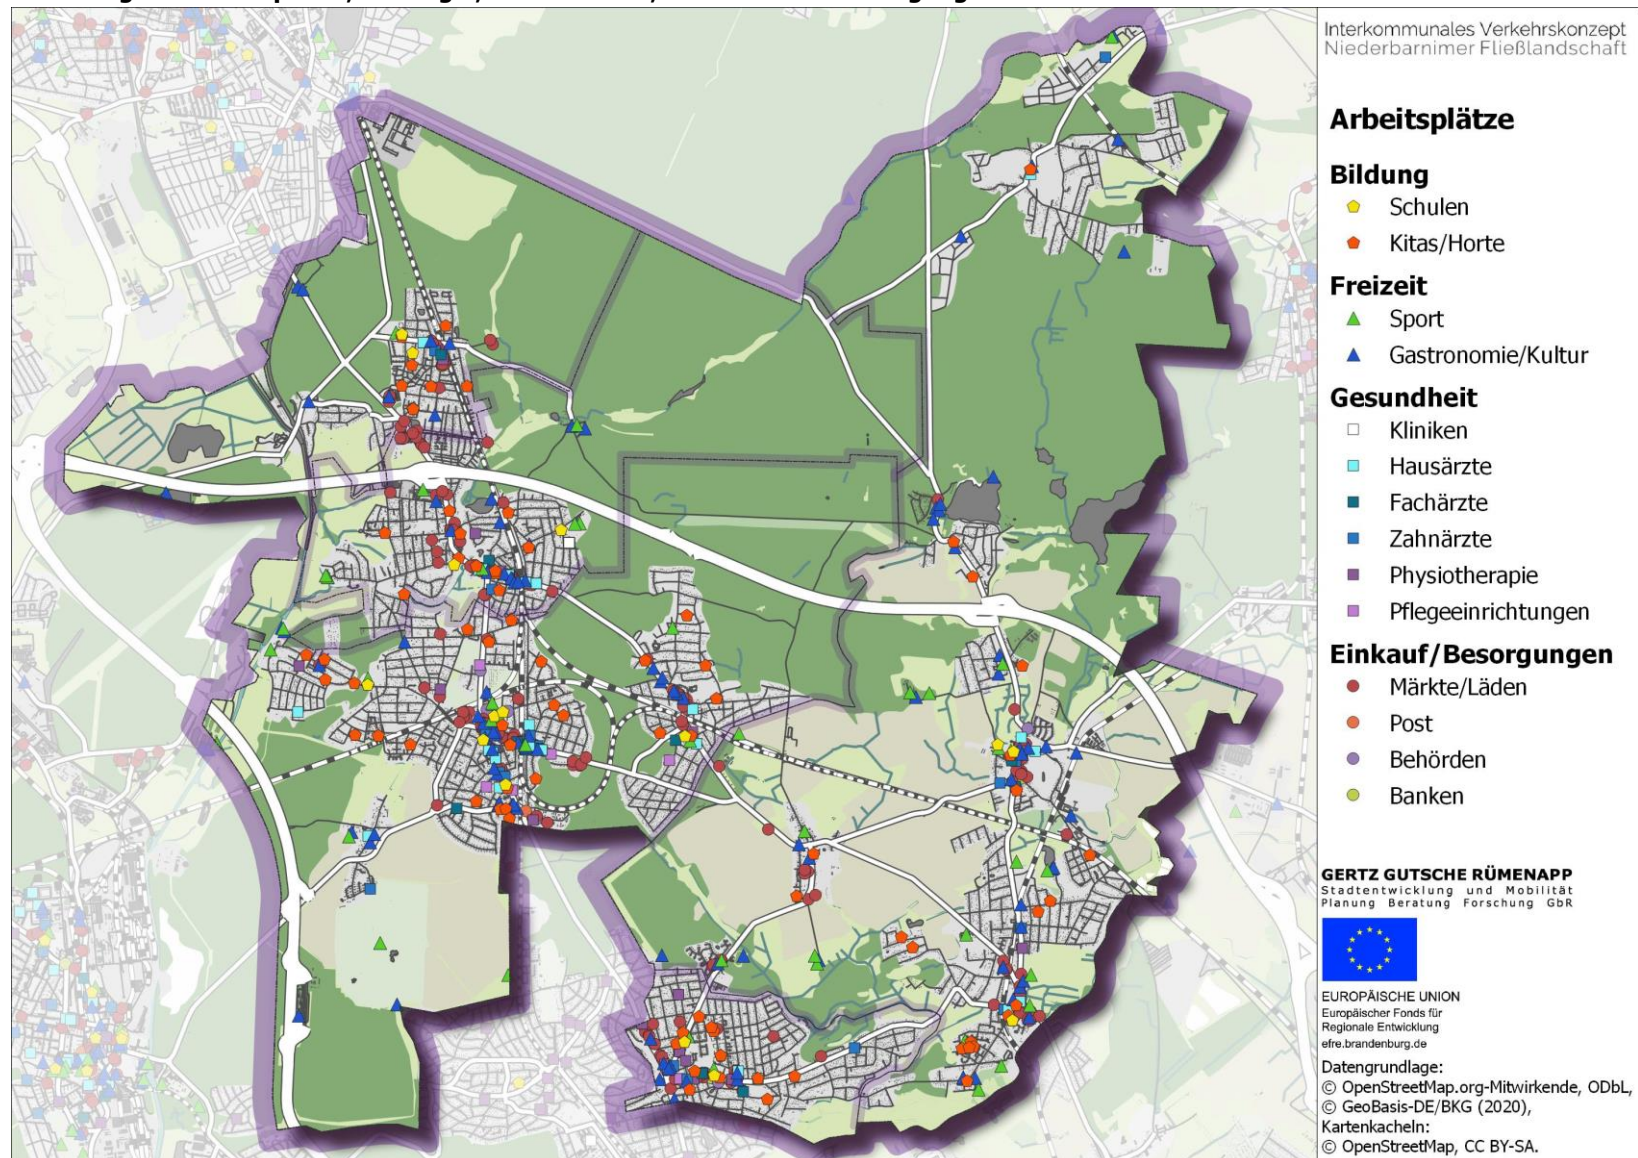 Interkommunales Verkehrskonzept
Niederbarnimer Fließlandschaft
Arbeitsplätze
Bildung
Schulen
Kitas/Horte
Freizeit
Sport
Gastronomie/Kultur
Gesundheit
Kliniken
Hausärzte
Fachärzte
Zahnärzte
Physiotherapie
Pflegeeinrichtungen
Einkauf/Besorgungen
Märkte/Läden
Post
Behörden
Banken
GERTZ GUTSCHE RÜMENAPP
Stadtentwicklung und Mobilität
Planung Beratung Forschung GbR
EUROPÄISCHE UNION
Europäischer Fonds für
Regionale Entwicklung
efre.brandenburg.de
Datengrundlage:
© OpenStreetMap.org-Mitwirkende, ODbL,
© GeoBasis-DE/BKG (2020),
Kartenkacheln:
© OpenStreetMap, CC BY-SA.